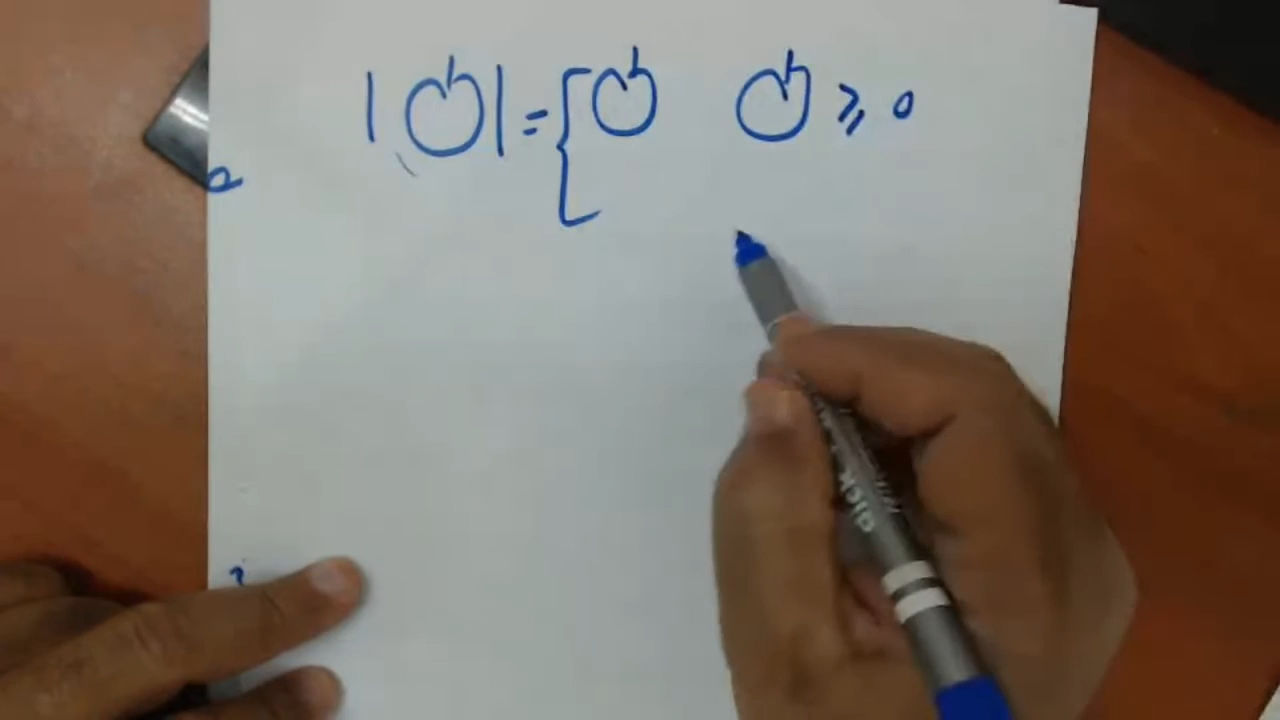 |🍎| = { 🍎 🍎 ⩾ 0
a